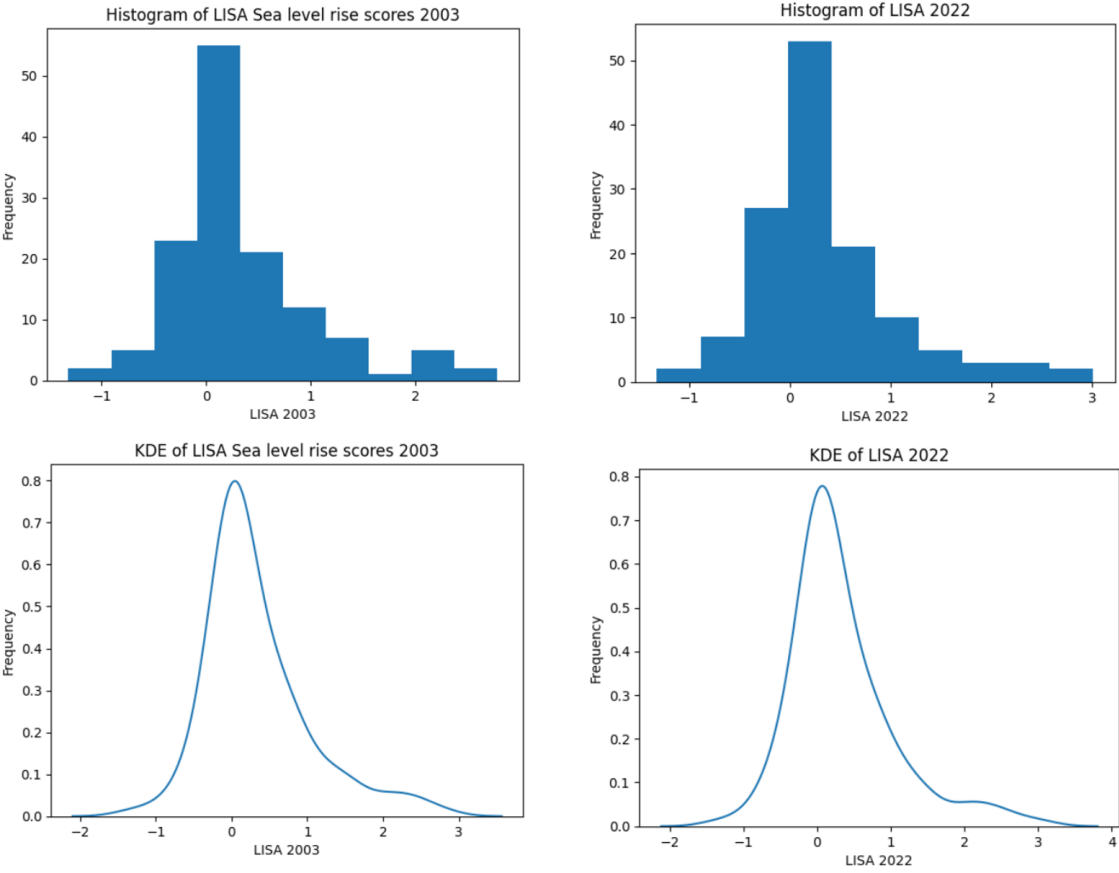 Histogram of LISA Sea level rise scores 2003
Frequency
50
40
30
20
10
0
−1 0 1 2
LISA 2003
Histogram of LISA 2022
Frequency
50
40
30
20
10
0
−1 0 1 2 3
LISA 2022
KDE of LISA Sea level rise scores 2003
Frequency
0.8
0.7
0.6
0.5
0.4
0.3
0.2
0.1
0.0
−2 −1 0 1 2 3
LISA 2003
KDE of LISA 2022
Frequency
0.8
0.7
0.6
0.5
0.4
0.3
0.2
0.1
0.0
−2 −1 0 1 2 3 4
LISA 2022